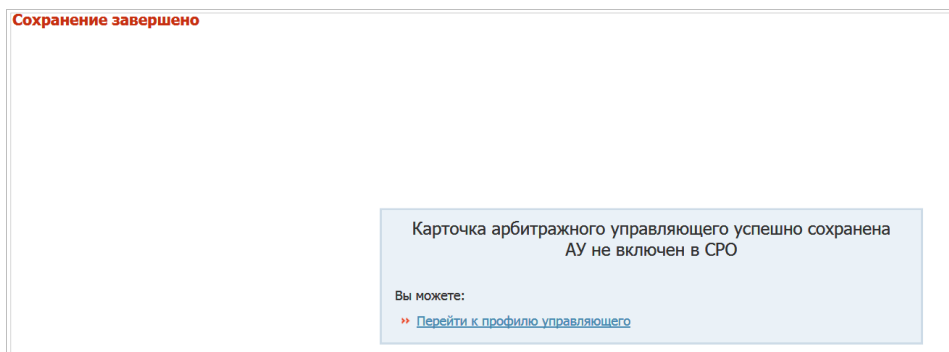 Сохранение завершено
Карточка арбитражного управляющего успешно сохранена
АУ не включен в СРО
Вы можете:
Перейти к профилю управляющего